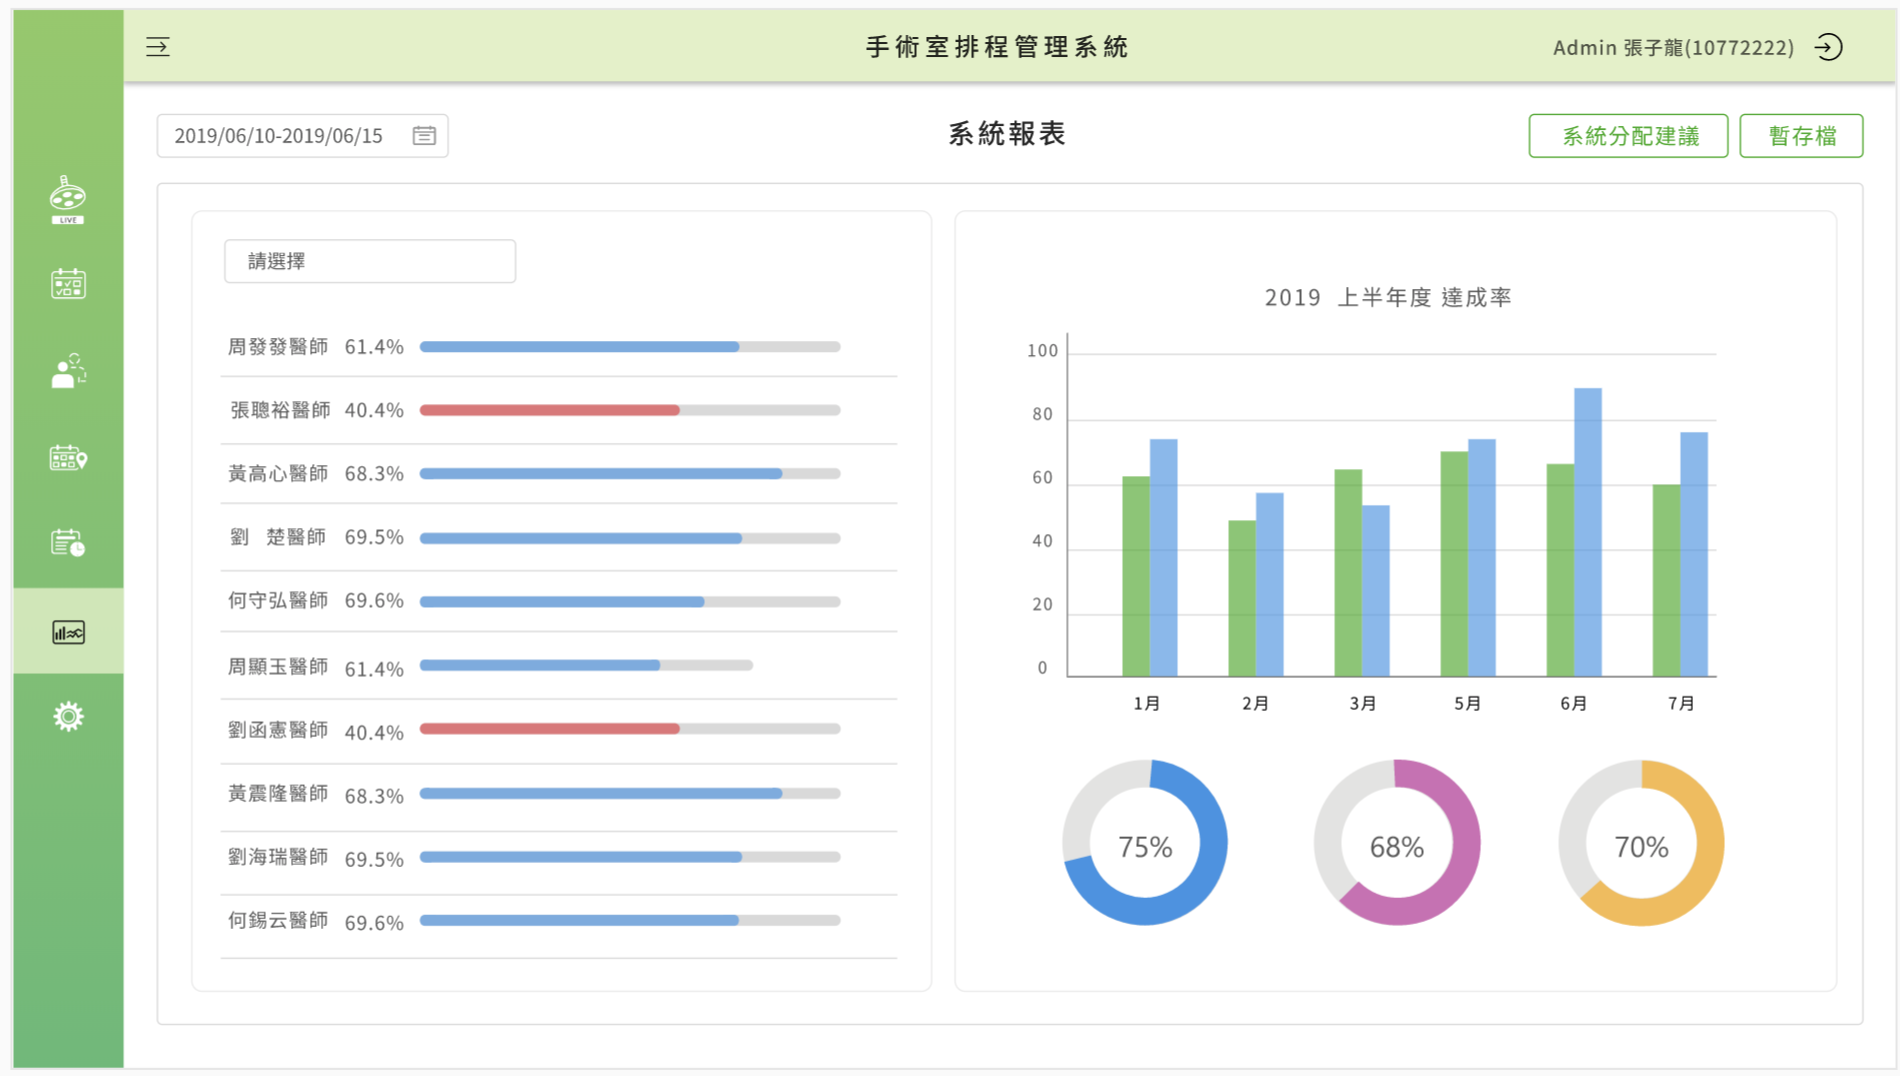 手術室排程管理系統
Admin 張子龍(10772222)
2019/06/10-2019/06/15
系統報表
系統分配建議
暫存檔
LIVE
請選擇
周發發醫師 61.4%
張聰裕醫師 40.4%
黃高心醫師 68.3%
劉 楚醫師 69.5%
何守弘醫師 69.6%
周顯玉醫師 61.4%
劉函憲醫師 40.4%
黃震隆醫師 68.3%
劉海瑞醫師 69.5%
何錫云醫師 69.6%
2019 上半年度 達成率
100
80
60
40
20
0
1月 2月 3月 5月 6月 7月
75% 68% 70%